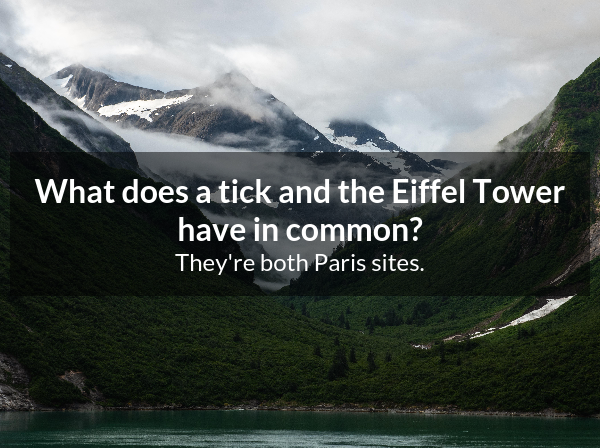 What does a tick and the Eiffel Tower
have in common?
They're both Paris sites.